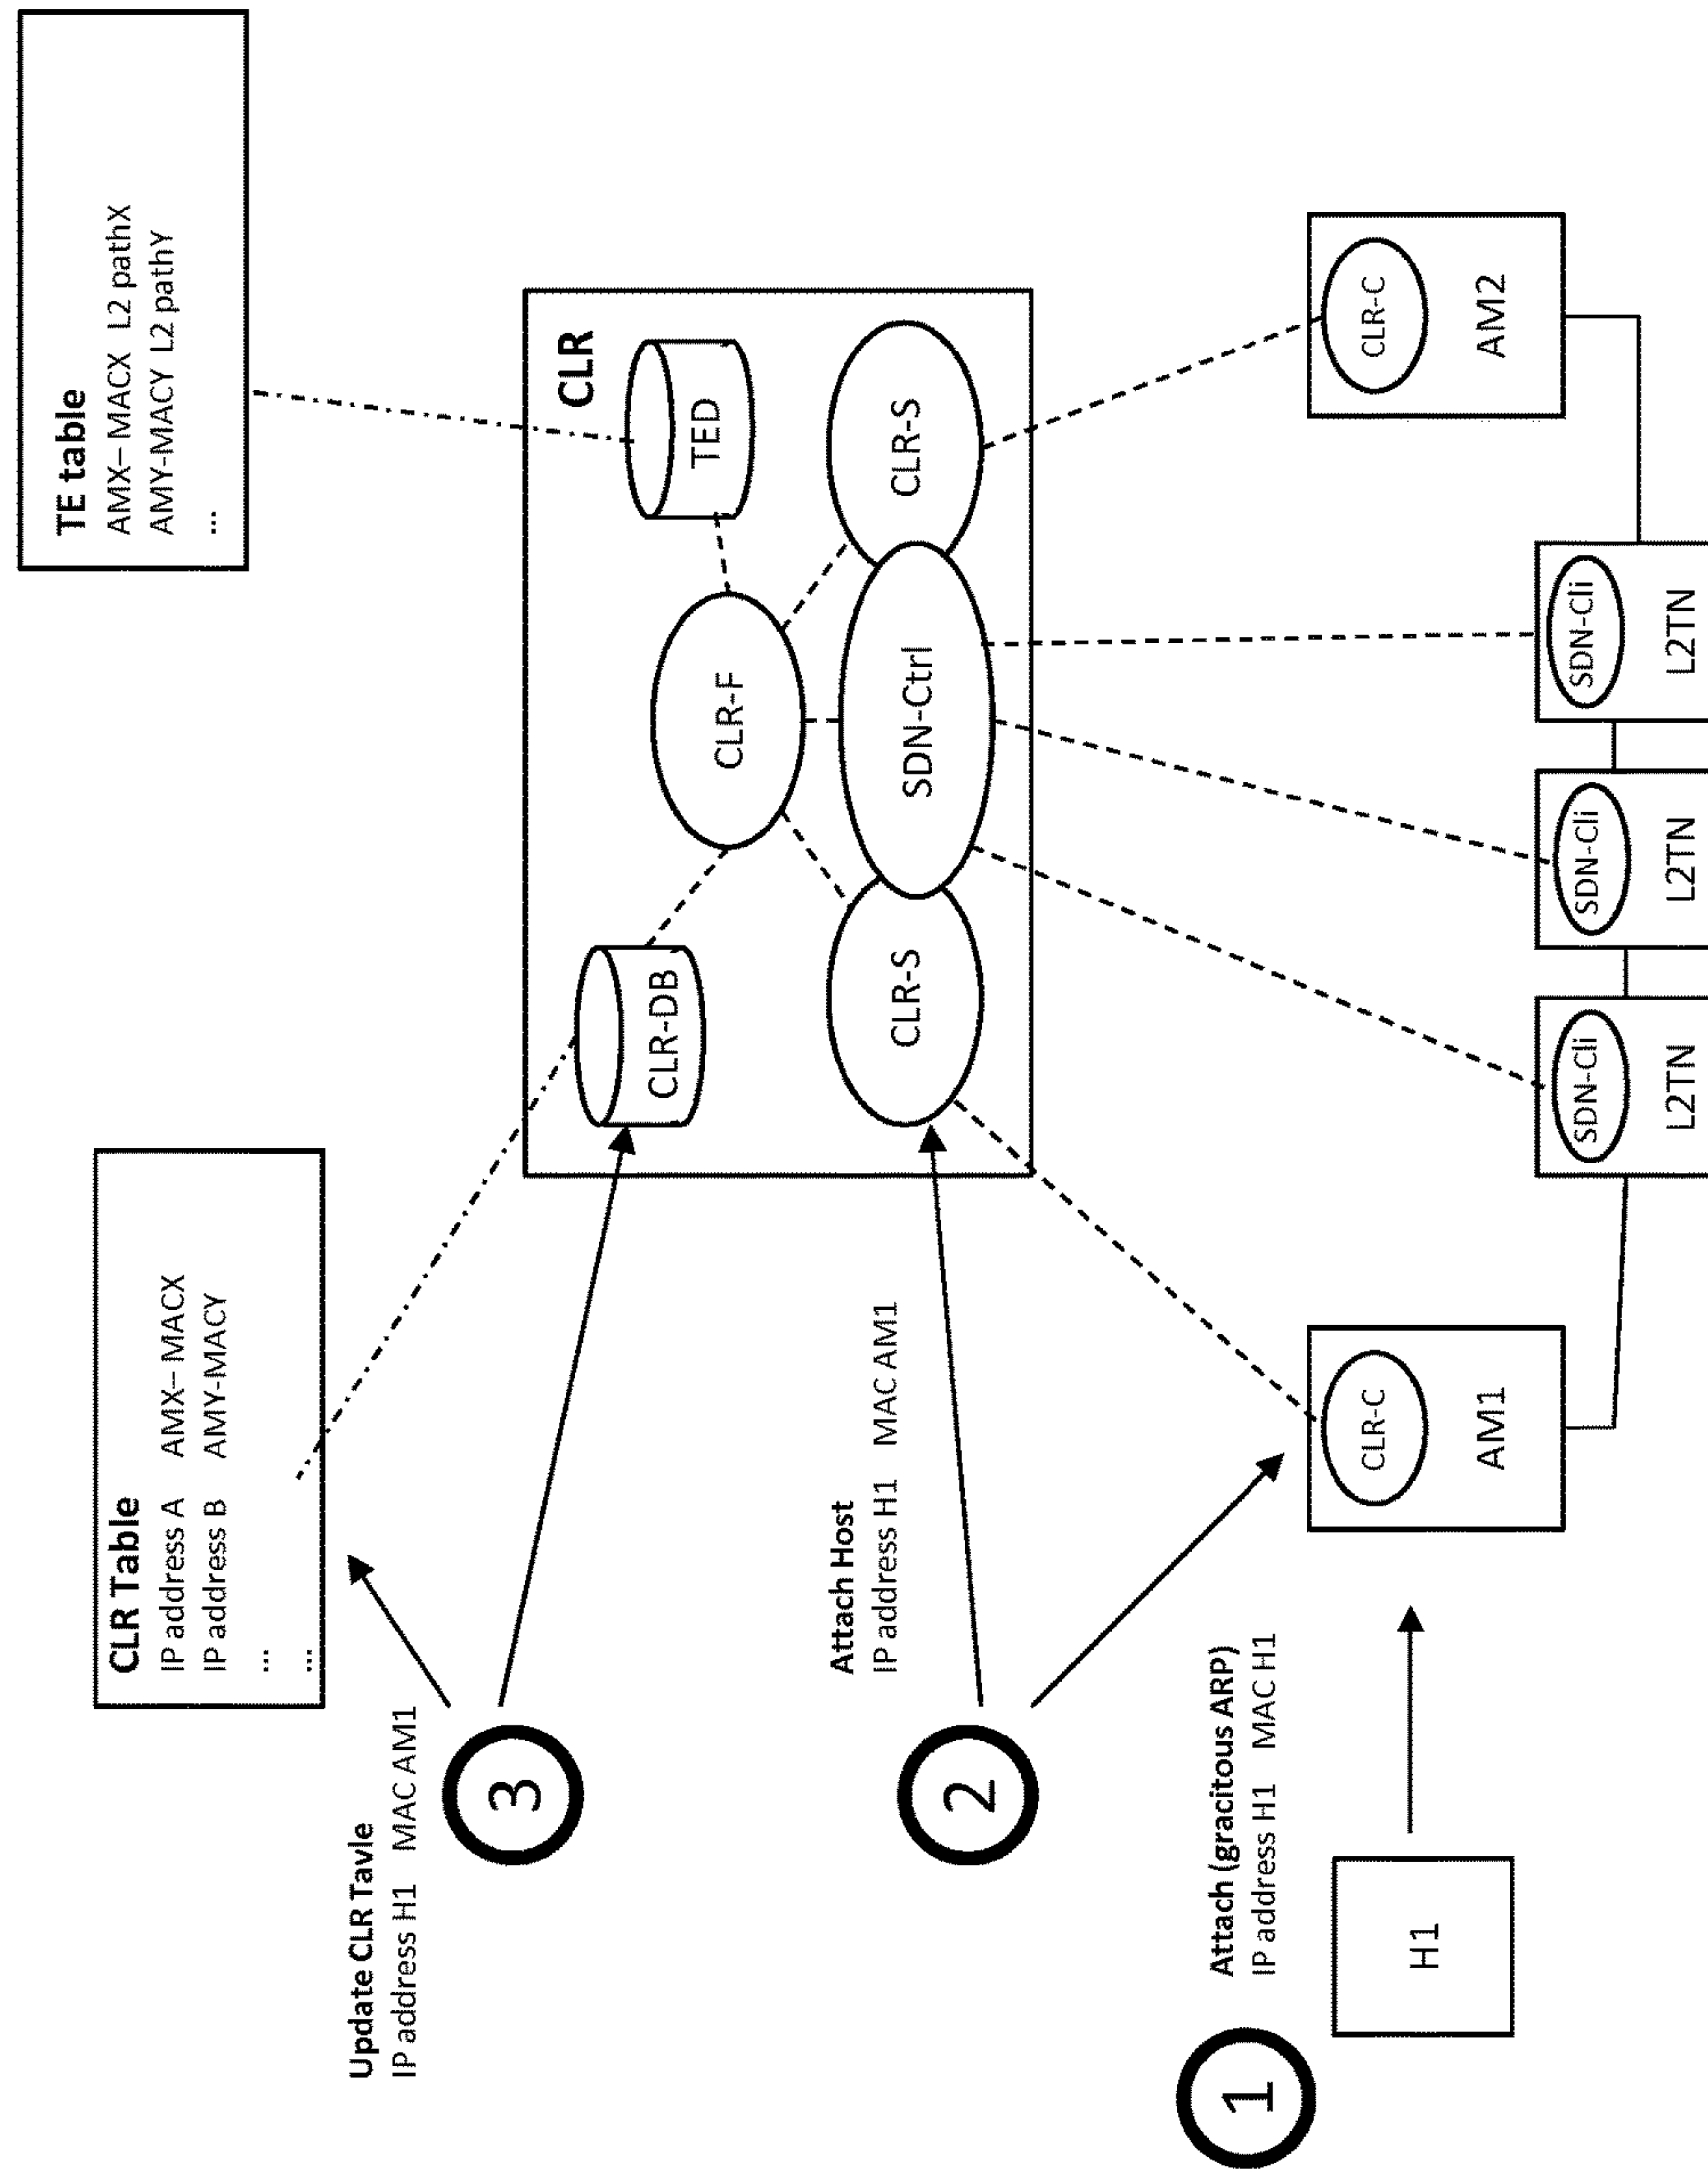 TE table
AMX– MACX L2 pathX
AMY-MACY L2 pathY
...
CLR Table
IP address A AMX– MACX
IP address B AMY-MACY
...
...
Update CLR Tavle
IP address H1 MAC AM1
3
CLR
CLR-DB
TED
CLR-F
CLR-S
SDN-Ctrl
CLR-S
Attach Host
IP address H1 MAC AM1
2
1
Attach (gracitous ARP)
IP address H1 MAC H1
H1
CLR-C
AM1
CLR-C
AM2
SDN-Cli
L2TN
SDN-Cli
L2TN
SDN-Cli
L2TN